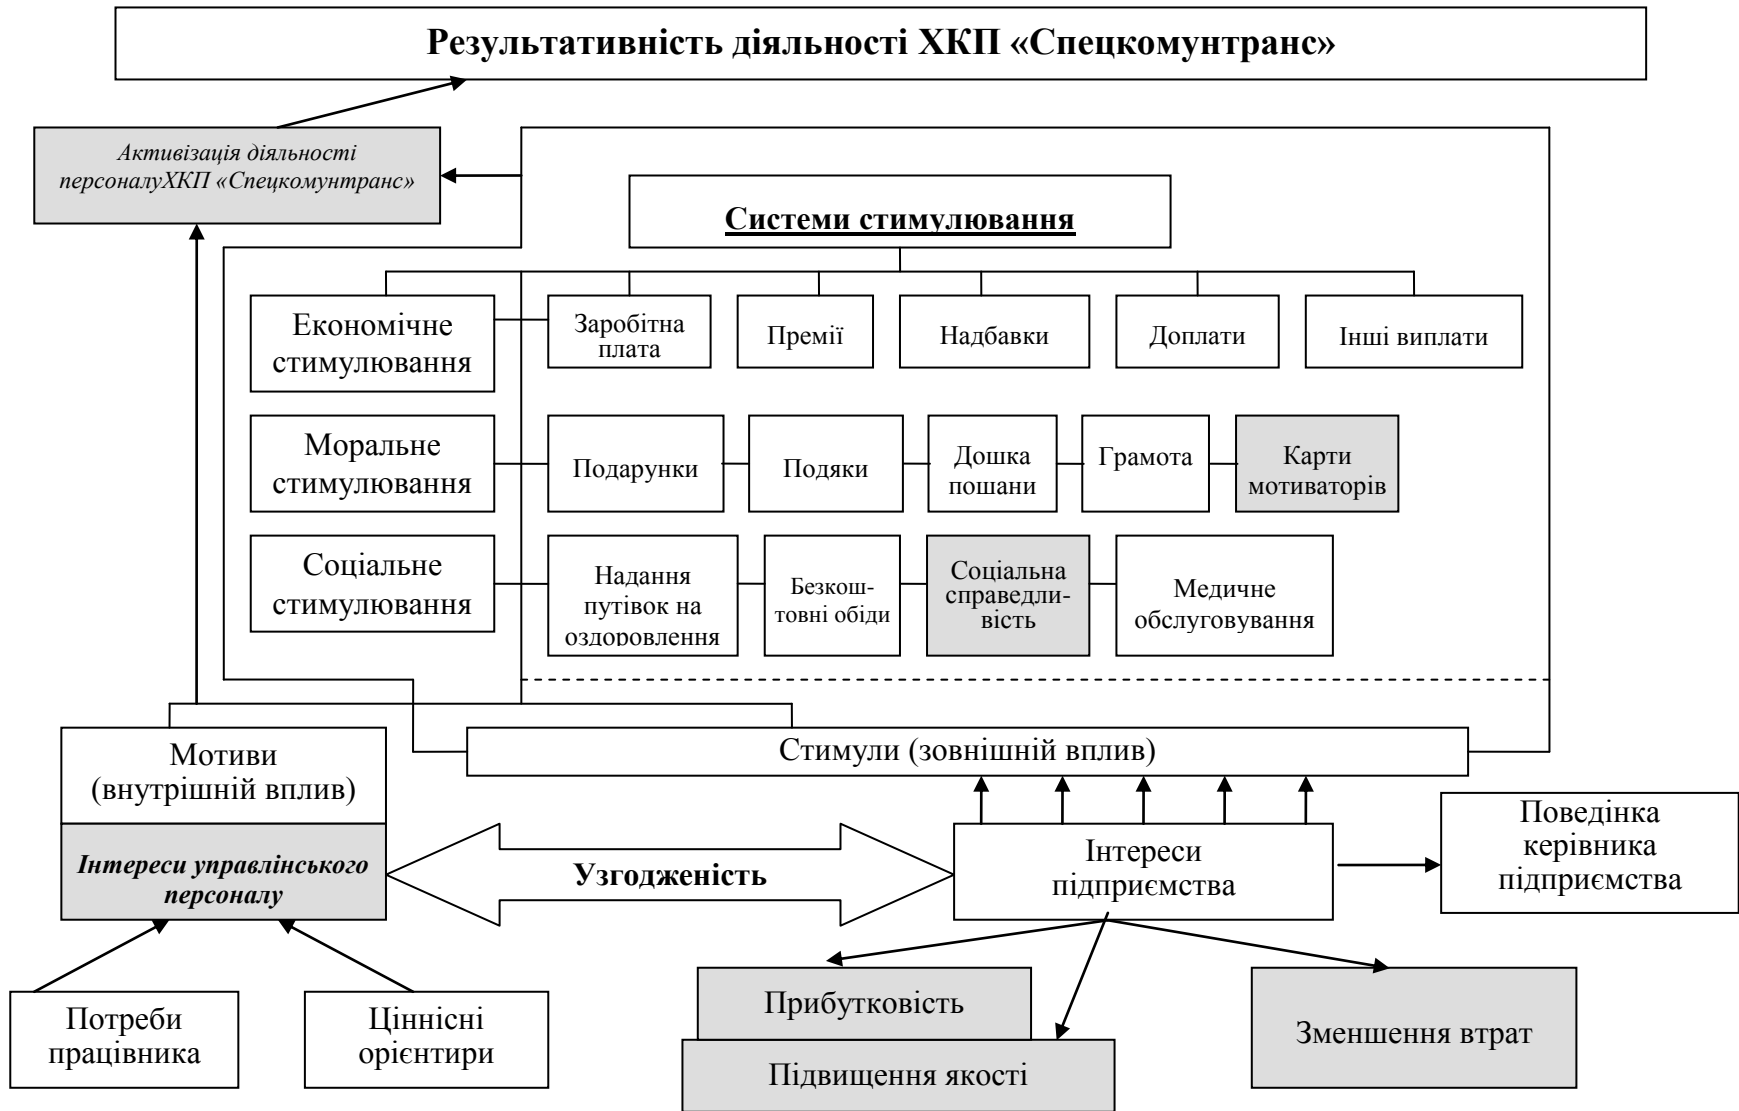 Результативність діяльності ХКП «Спецкомунтранс»
Активізація діяльності
персоналуХКП «Спецкомунтранс»
Системи стимулювання
Економічне
стимулювання
Заробітна
плата
Премії
Надбавки
Доплати
Інші виплати
Моральне
стимулювання
Подарунки
Подяки
Дошка
пошани
Грамота
Карти
мотиваторів
Соціальне
стимулювання
Надання
путівок на
оздоровлення
Безкош-
товні обіди
Соціальна
справедли-
вість
Медичне
обслуговування
Мотиви
(внутрішній вплив)
Стимули (зовнішній вплив)
Інтереси управлінського
персоналу
Узгодженість
Інтереси
підприємства
Поведінка
керівника
підприємства
Потреби
працівника
Ціннісні
орієнтири
Прибутковість
Підвищення якості
Зменшення втрат